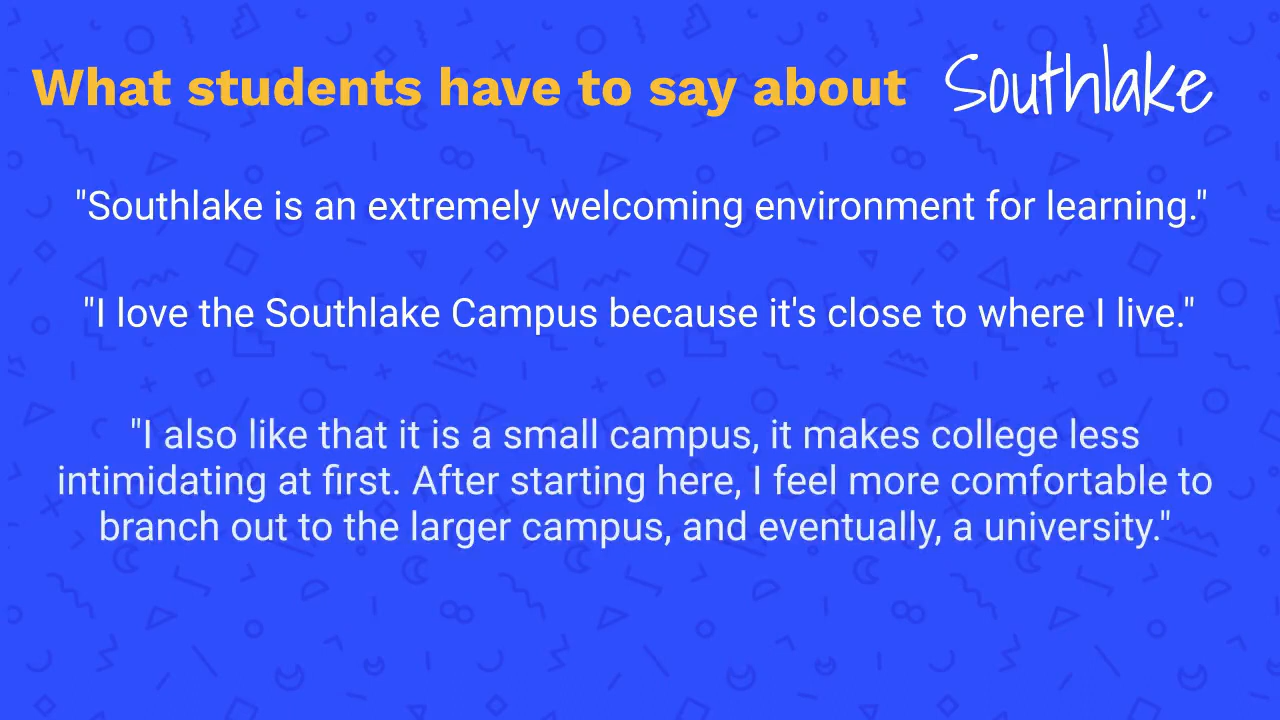 What students have to say about Southlake
"Southlake is an extremely welcoming environment for learning."
"I love the Southlake Campus because it's close to where I live."
"I also like that it is a small campus, it makes college less
intimidating at first. After starting here, I feel more comfortable to
branch out to the larger campus, and eventually, a university."